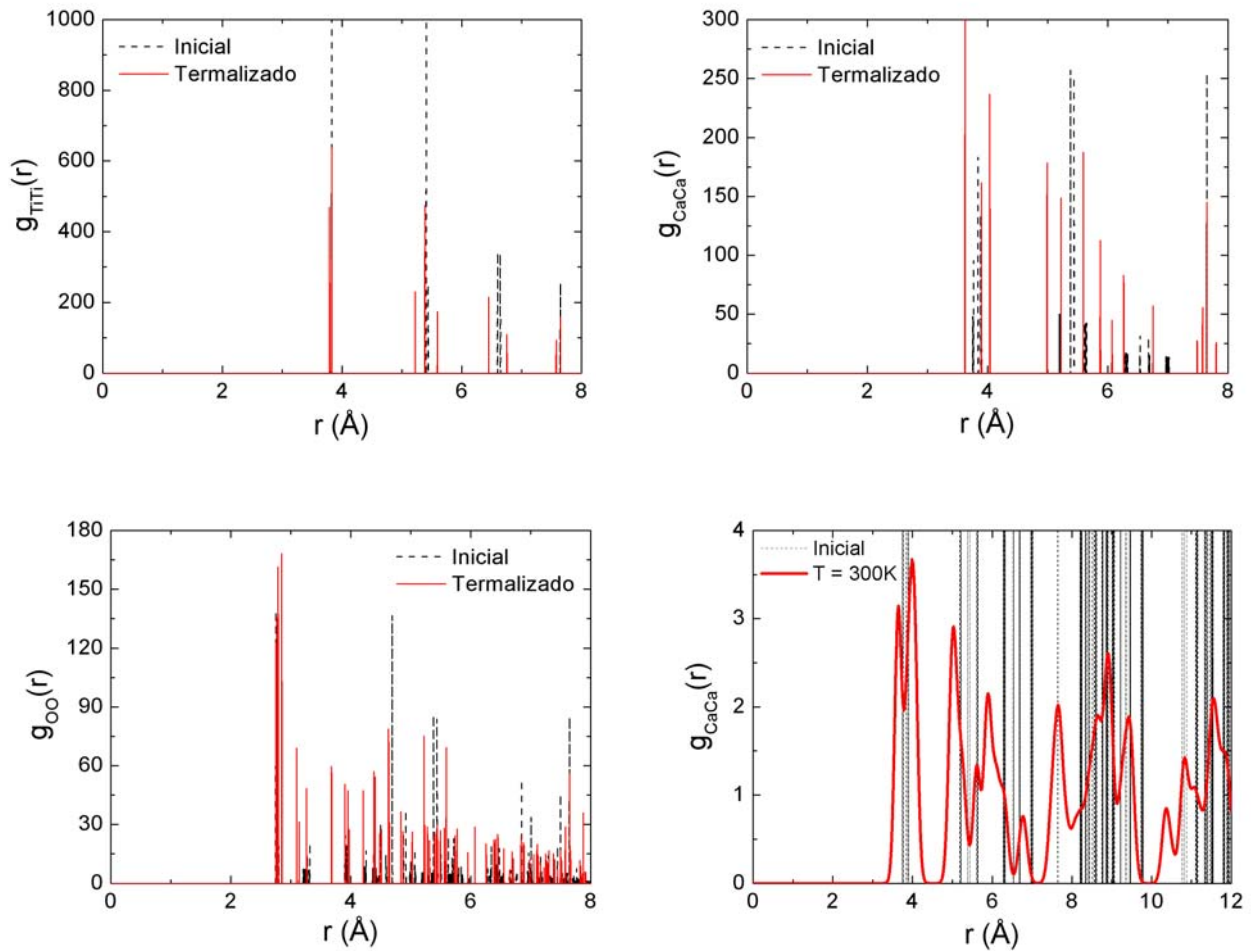 1000
800
600
400
200
0
g_TiTi(r)
Inicial
Termalizado
0 2 4 6 8
r (Å)
300
250
200
150
100
50
0
g_CaCa(r)
Inicial
Termalizado
0 2 4 6 8
r (Å)
180
150
120
90
60
30
0
g_OO(r)
Inicial
Termalizado
0 2 4 6 8
r (Å)
4
3
2
1
0
g_CaCa(r)
Inicial
T = 300K
0 2 4 6 8 10 12
r (Å)